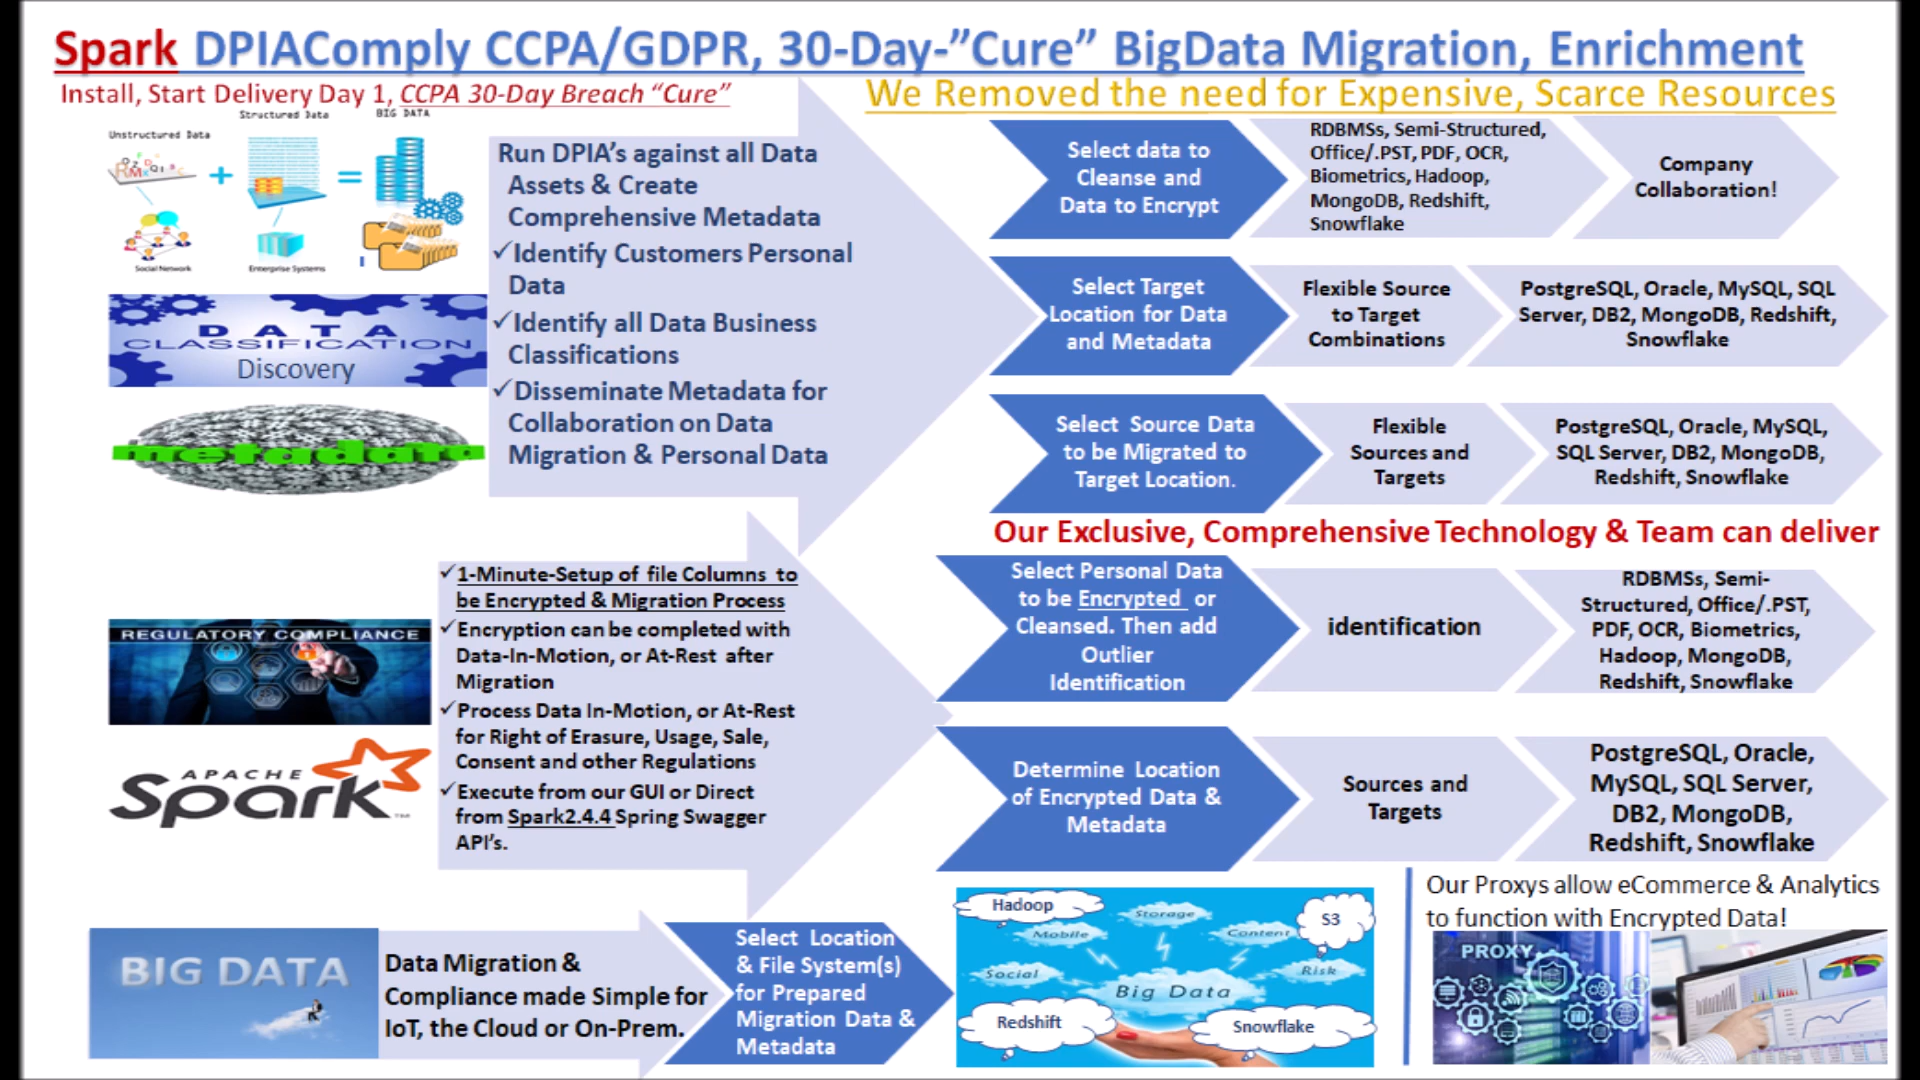 Spark DPIAComply CCPA/GDPR, 30-Day-”Cure” BigData Migration, Enrichment
Install, Start Delivery Day 1, CCPA 30-Day Breach “Cure”
We Removed the need for Expensive, Scarce Resources
Structured Data
BIG DATA
Unstructured Data
Social Network
Enterprise Systems
DATA
CLASSIFICATION
Discovery
metadata
Run DPIA’s against all Data
Assets & Create
Comprehensive Metadata
✓Identify Customers Personal
Data
✓Identify all Data Business
Classifications
✓Disseminate Metadata for
Collaboration on Data
Migration & Personal Data
Select data to
Cleanse and
Data to Encrypt
RDBMSs, Semi-Structured,
Office/.PST, PDF, OCR,
Biometrics, Hadoop,
MongoDB, Redshift,
Snowflake
Company
Collaboration!
Select Target
Location for Data
and Metadata
Flexible Source
to Target
Combinations
PostgreSQL, Oracle, MySQL, SQL
Server, DB2, MongoDB, Redshift,
Snowflake
Select Source Data
to be Migrated to
Target Location.
Flexible
Sources and
Targets
PostgreSQL, Oracle, MySQL,
SQL Server, DB2, MongoDB,
Redshift, Snowflake
Our Exclusive, Comprehensive Technology & Team can deliver
REGULATORY COMPLIANCE
APACHE
Spark™
✓1-Minute-Setup of file Columns to
be Encrypted & Migration Process
✓Encryption can be completed with
Data-In-Motion, or At-Rest after
Migration
✓Process Data In-Motion, or At-Rest
for Right of Erasure, Usage, Sale,
Consent and other Regulations
✓Execute from our GUI or Direct
from Spark2.4.4 Spring Swagger
API’s.
Select Personal Data
to be Encrypted or
Cleansed. Then add
Outlier
Identification
identification
RDBMSs, Semi-
Structured, Office/.PST,
PDF, OCR, Biometrics,
Hadoop, MongoDB,
Redshift, Snowflake
Determine Location
of Encrypted Data &
Metadata
Sources and
Targets
PostgreSQL, Oracle,
MySQL, SQL Server,
DB2, MongoDB,
Redshift, Snowflake
BIG DATA
Data Migration &
Compliance made Simple for
IoT, the Cloud or On-Prem.
Select Location
& File System(s)
for Prepared
Migration Data &
Metadata
Hadoop
Storage
S3
Mobile
Content
Social
Risk
Big Data
Redshift
Snowflake
Our Proxys allow eCommerce & Analytics
to function with Encrypted Data!
PROXY